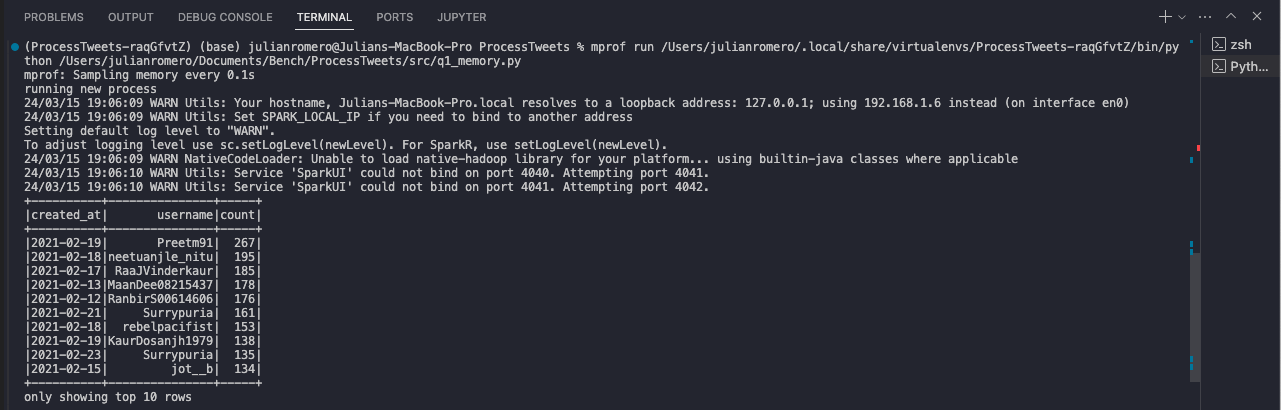 PROBLEMS OUTPUT DEBUG CONSOLE TERMINAL PORTS JUPYTER
(ProcessTweets-raqGfvtZ) (base) julianromero@Julians-MacBook-Pro ProcessTweets % mprof run /Users/julianromero/.local/share/virtualenvs/ProcessTweets-raqGfvtZ/bin/py
thon /Users/julianromero/Documents/Bench/ProcessTweets/src/q1_memory.py
mprof: Sampling memory every 0.1s
running new process
24/03/15 19:06:09 WARN Utils: Your hostname, Julians-MacBook-Pro.local resolves to a loopback address: 127.0.0.1; using 192.168.1.6 instead (on interface en0)
24/03/15 19:06:09 WARN Utils: Set SPARK_LOCAL_IP if you need to bind to another address
Setting default log level to "WARN".
To adjust logging level use sc.setLogLevel(newLevel). For SparkR, use setLogLevel(newLevel).
24/03/15 19:06:09 WARN NativeCodeLoader: Unable to load native-hadoop library for your platform... using builtin-java classes where applicable
24/03/15 19:06:10 WARN Utils: Service 'SparkUI' could not bind on port 4040. Attempting port 4041.
24/03/15 19:06:10 WARN Utils: Service 'SparkUI' could not bind on port 4041. Attempting port 4042.
+----------+---------------+-----+
|created_at|       username|count|
+----------+---------------+-----+
|2021-02-19|       Preetm91|  267|
|2021-02-18|neetuanjle_nitu|  195|
|2021-02-17| RaaJVinderkaur|  185|
|2021-02-13|MaanDee08215437|  178|
|2021-02-12|RanbirS00614606|  176|
|2021-02-21|     Surrypuria|  161|
|2021-02-18|  rebelpacifist|  153|
|2021-02-19|KaurDosanjh1979|  138|
|2021-02-23|     Surrypuria|  135|
|2021-02-15|         jot__b|  134|
+----------+---------------+-----+
only showing top 10 rows
zsh
Pyth...